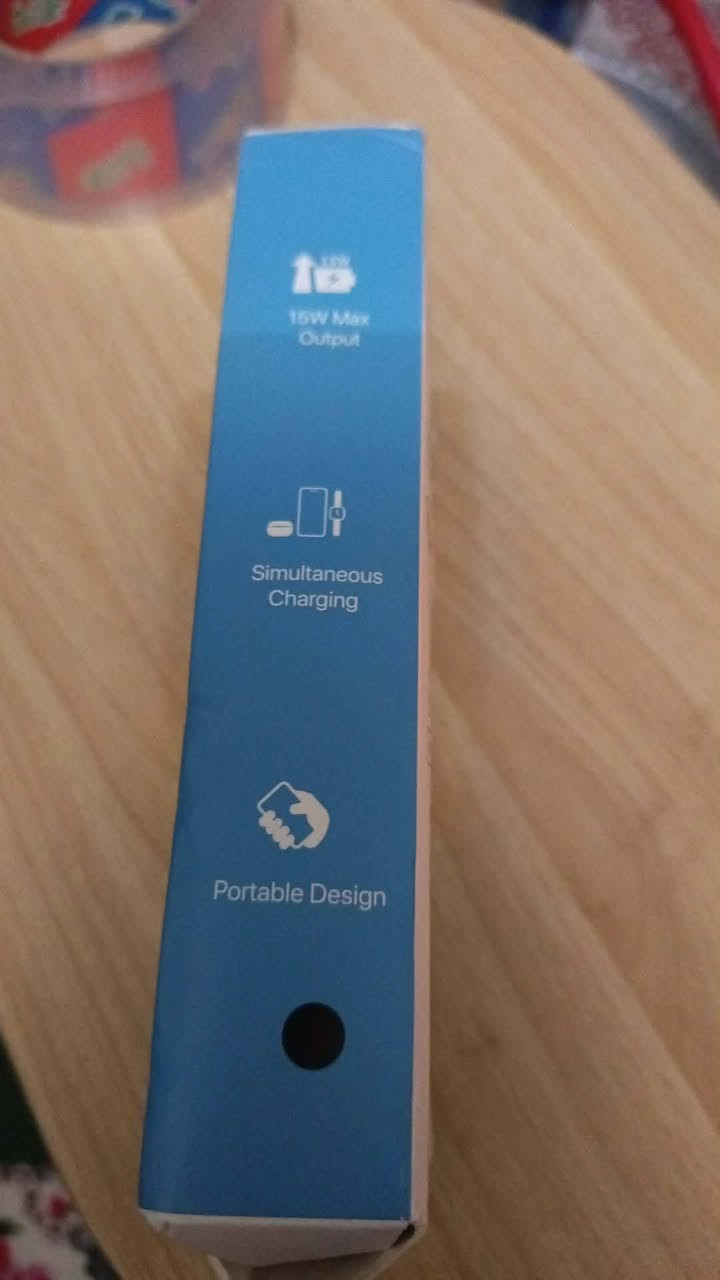 15W Max
Output
Simultaneous
Charging
Portable Design